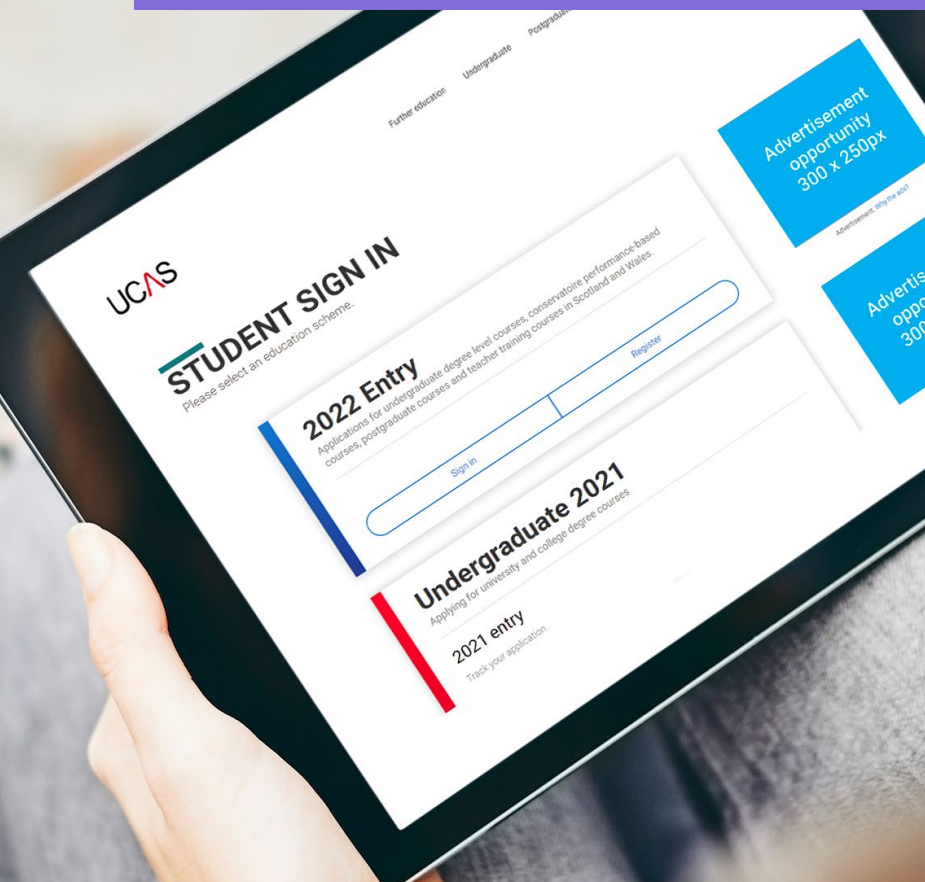 Further education
Undergraduate
Postgraduate
UCAS
STUDENT SIGN IN
Please select an education scheme.
2022 Entry
Applications for undergraduate degree level courses, conservatoire performance-based
courses, postgraduate courses and teacher training courses in Scotland and Wales.
Sign in
Register
Undergraduate 2021
Applying for university and college degree courses
2021 entry
Track your application.
Advertisement
opportunity
300 x 250px
Advertisement. Why the ads?